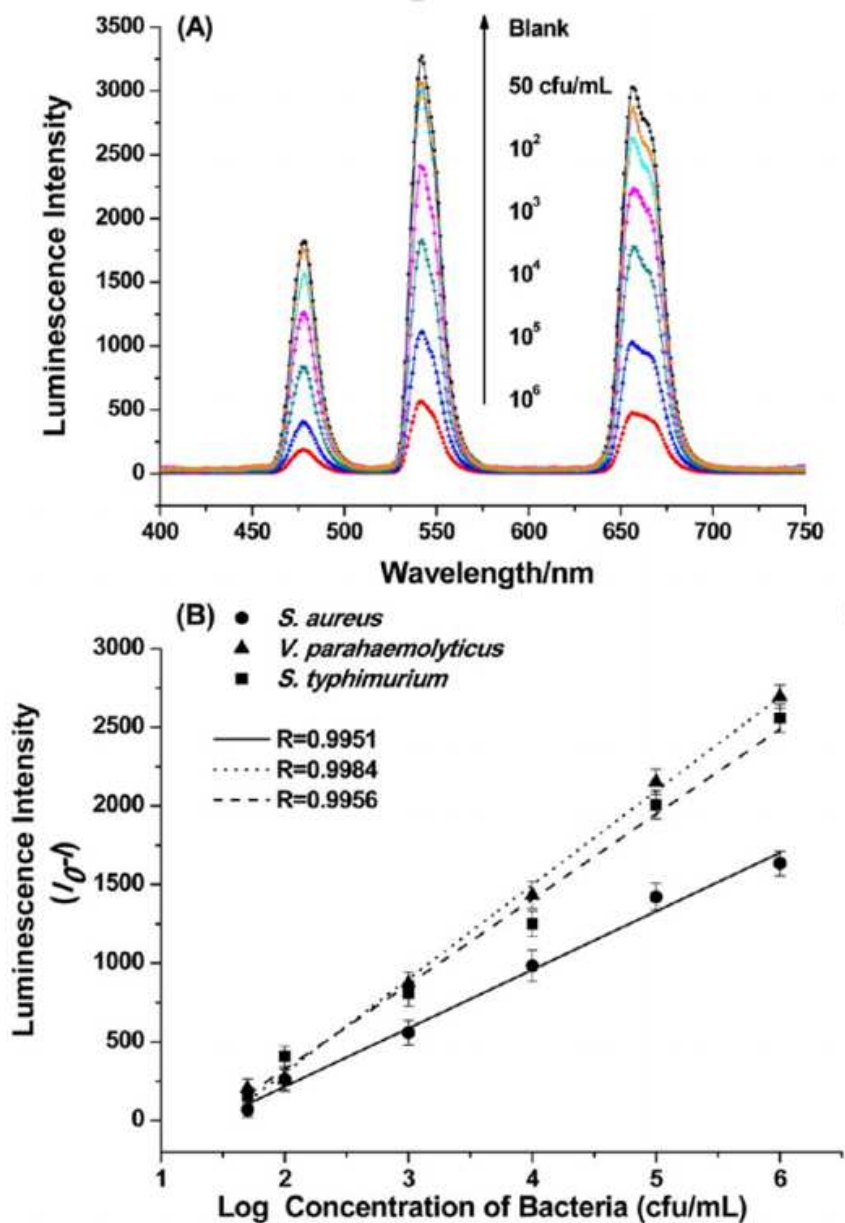 (A)
Blank
50 cfu/mL
10²
10³
10⁴
10⁵
10⁶
3500
3000
2500
2000
1500
1000
500
0
Luminescence Intensity
400 450 500 550 600 650 700 750
Wavelength/nm
(B)
S. aureus
V. parahaemolyticus
S. typhimurium
R=0.9951
R=0.9984
R=0.9956
3000
2500
2000
1500
1000
500
0
Luminescence Intensity
(I0-I)
1 2 3 4 5 6
Log Concentration of Bacteria (cfu/mL)